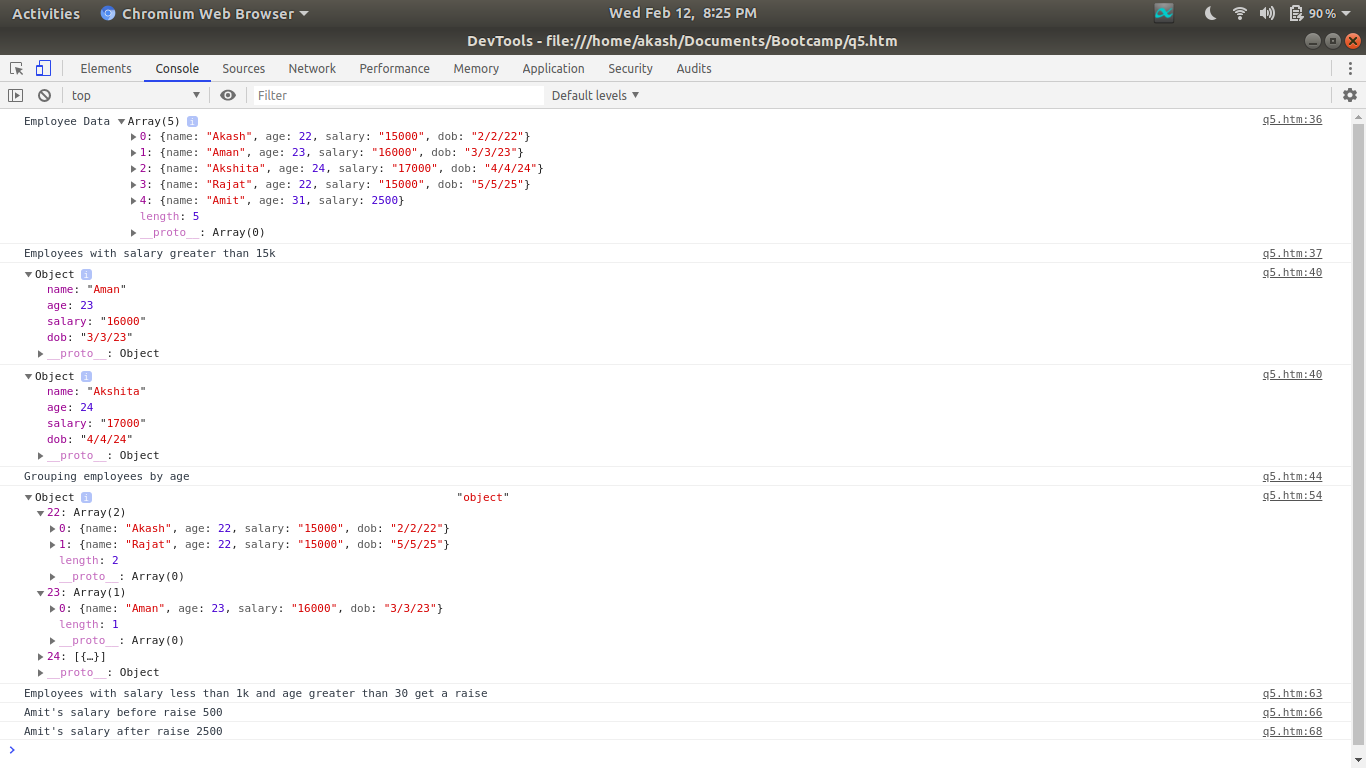 Activities Chromium Web Browser Wed Feb 12, 8:25 PM 90 %
DevTools - file:///home/akash/Documents/Bootcamp/q5.htm
Elements Console Sources Network Performance Memory Application Security Audits
top Filter Default levels
Employee Data Array(5) i q5.htm:36
0: {name: "Akash", age: 22, salary: "15000", dob: "2/2/22"}
1: {name: "Aman", age: 23, salary: "16000", dob: "3/3/23"}
2: {name: "Akshita", age: 24, salary: "17000", dob: "4/4/24"}
3: {name: "Rajat", age: 22, salary: "15000", dob: "5/5/25"}
4: {name: "Amit", age: 31, salary: 2500}
length: 5
__proto__: Array(0)
Employees with salary greater than 15k q5.htm:37
Object i q5.htm:40
name: "Aman"
age: 23
salary: "16000"
dob: "3/3/23"
__proto__: Object
Object i q5.htm:40
name: "Akshita"
age: 24
salary: "17000"
dob: "4/4/24"
__proto__: Object
Grouping employees by age q5.htm:44
Object i "object" q5.htm:54
22: Array(2)
0: {name: "Akash", age: 22, salary: "15000", dob: "2/2/22"}
1: {name: "Rajat", age: 22, salary: "15000", dob: "5/5/25"}
length: 2
__proto__: Array(0)
23: Array(1)
0: {name: "Aman", age: 23, salary: "16000", dob: "3/3/23"}
length: 1
__proto__: Array(0)
24: [{…}]
__proto__: Object
Employees with salary less than 1k and age greater than 30 get a raise q5.htm:63
Amit's salary before raise 500 q5.htm:66
Amit's salary after raise 2500 q5.htm:68